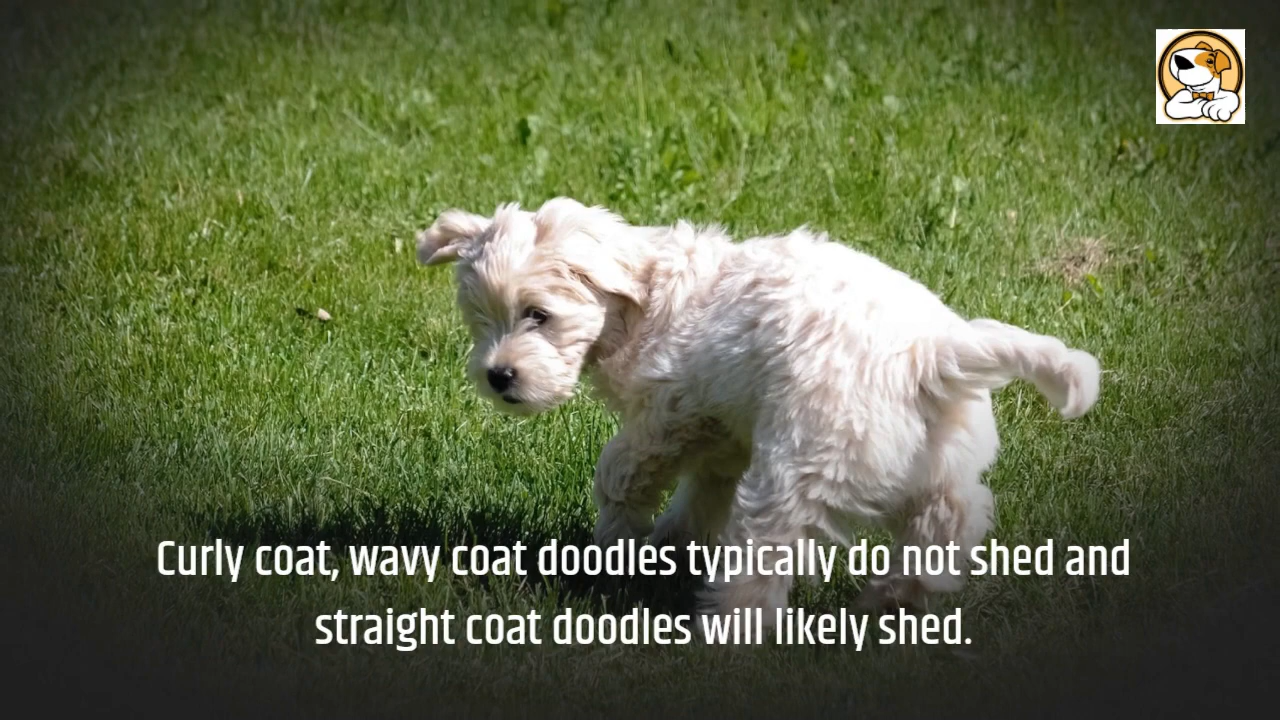 Curly coat, wavy coat doodles typically do not shed and
straight coat doodles will likely shed.